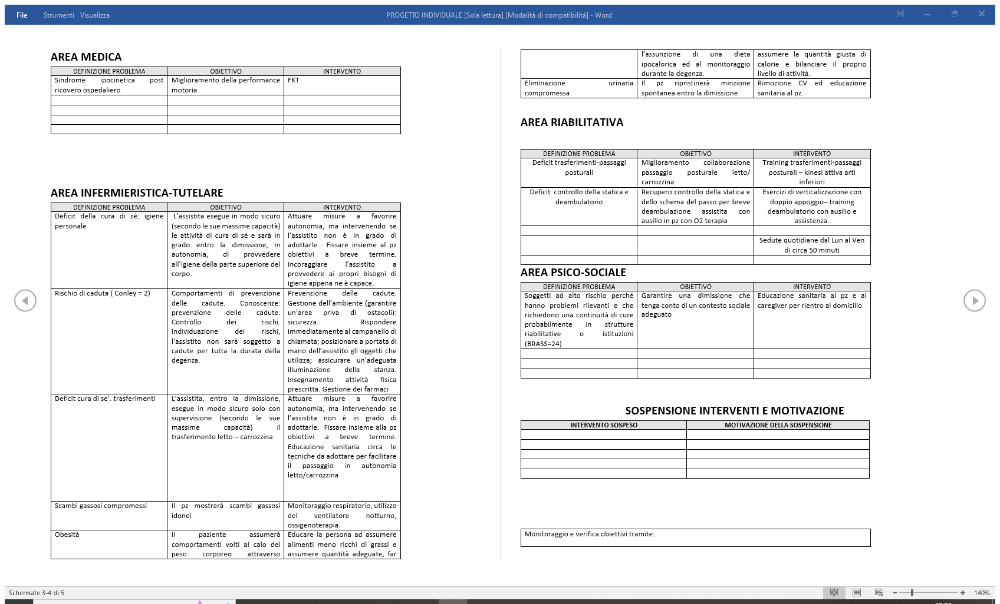 File Strumenti Visualizza PROGETTO INDIVIDUALE [Sola lettura] [Modalità di compatibilità] - Word
AREA MEDICA
DEFINIZIONE PROBLEMA OBIETTIVO INTERVENTO
Sindrome ipocinetica post
ricovero ospedaliero
Miglioramento della performance
motoria
FKT
AREA INFERMIERISTICA-TUTELARE
DEFINIZIONE PROBLEMA OBIETTIVO INTERVENTO
Deficit della cura di sé: igiene
personale
L’assistita esegue in modo sicuro
(secondo le sue massime capacità)
le attività di cura di sé e sarà in
grado entro la dimissione, in
autonomia, di provvedere
all’igiene della parte superiore del
corpo.
Attuare misure a favorire
autonomia, ma intervenendo se
l’assistito non è in grado di
adottarle. Fissare insieme al pz
obiettivi a breve termine.
Incoraggiare l’assistito a
provvedere ai propri bisogni di
igiene appena ne è capace.
Rischio di caduta ( Conley = 2)
Comportamenti di prevenzione
delle cadute. Conoscenze:
prevenzione delle cadute.
Controllo dei rischi.
Individuazione dei rischi,
l’assistito non sarà soggetto a
cadute per tutta la durata della
degenza.
Prevenzione delle cadute.
Gestione dell’ambiente (garantire
un’area priva di ostacoli):
sicurezza. Rispondere
immediatamente al campanello di
chiamata; posizionare a portata di
mano dell’assistito gli oggetti che
utilizza; assicurare un’adeguata
illuminazione della stanza.
Insegnamento attività fisica
prescritta. Gestione dei farmaci
Deficit cura di se’. trasferimenti
L’assistita, entro la dimissione,
esegue in modo sicuro solo con
supervisione (secondo le sue
massime capacità) il
trasferimento letto – carrozzina
Attuare misure a favorire
autonomia, ma intervenendo se
l’assistita non è in grado di
adottarle. Fissare insieme alla pz
obiettivi a breve termine.
Educazione sanitaria circa le
tecniche da adottare per facilitare
il passaggio in autonomia
letto/carrozzina
Scambi gassosi compromessi
Il pz mostrerà scambi gassosi
idonei
Monitoraggio respiratorio, utilizzo
del ventilatore notturno,
ossigenoterapia.
Obesità
Il paziente assumerà
comportamenti volti al calo del
peso corporeo attraverso
Educare la persona ad assumere
alimenti meno ricchi di grassi e
assumere quantità adeguate, far
l’assunzione di una dieta
ipocalorica ed al monitoraggio
durante la degenza.
assumere la quantità giusta di
calorie e bilanciare il proprio
livello di attività.
Eliminazione urinaria
compromessa
Il pz ripristinerà minzione
spontanea entro la dimissione
Rimozione CV ed educazione
sanitaria al pz.
AREA RIABILITATIVA
DEFINIZIONE PROBLEMA OBIETTIVO INTERVENTO
Deficit trasferimenti-passaggi
posturali
Miglioramento collaborazione
passaggio posturale letto/
carrozzina
Training trasferimenti-passaggi
posturali – kinesi attiva arti
inferiori
Deficit controllo della statica e
deambulatorio
Recupero controllo della statica e
dello schema del passo per breve
deambulazione assistita con
ausilio in pz con O2 terapia
Esercizi di verticalizzazione con
doppio appoggio– training
deambulatorio con ausilio e
assistenza.
Sedute quotidiane dal Lun al Ven
di circa 50 minuti
AREA PSICO-SOCIALE
DEFINIZIONE PROBLEMA OBIETTIVO INTERVENTO
Soggetti ad alto rischio perché
hanno problemi rilevanti e che
richiedono una continuità di cure
probabilmente in strutture
riabilitative o istituzioni
(BRASS=24)
Garantire una dimissione che
tenga conto di un contesto sociale
adeguato
Educazione sanitaria al pz e al
caregiver per rientro al domicilio
SOSPENSIONE INTERVENTI E MOTIVAZIONE
INTERVENTO SOSPESO MOTIVAZIONE DELLA SOSPENSIONE
Monitoraggio e verifica obiettivi tramite:
Schermate 3-4 di 5 140%